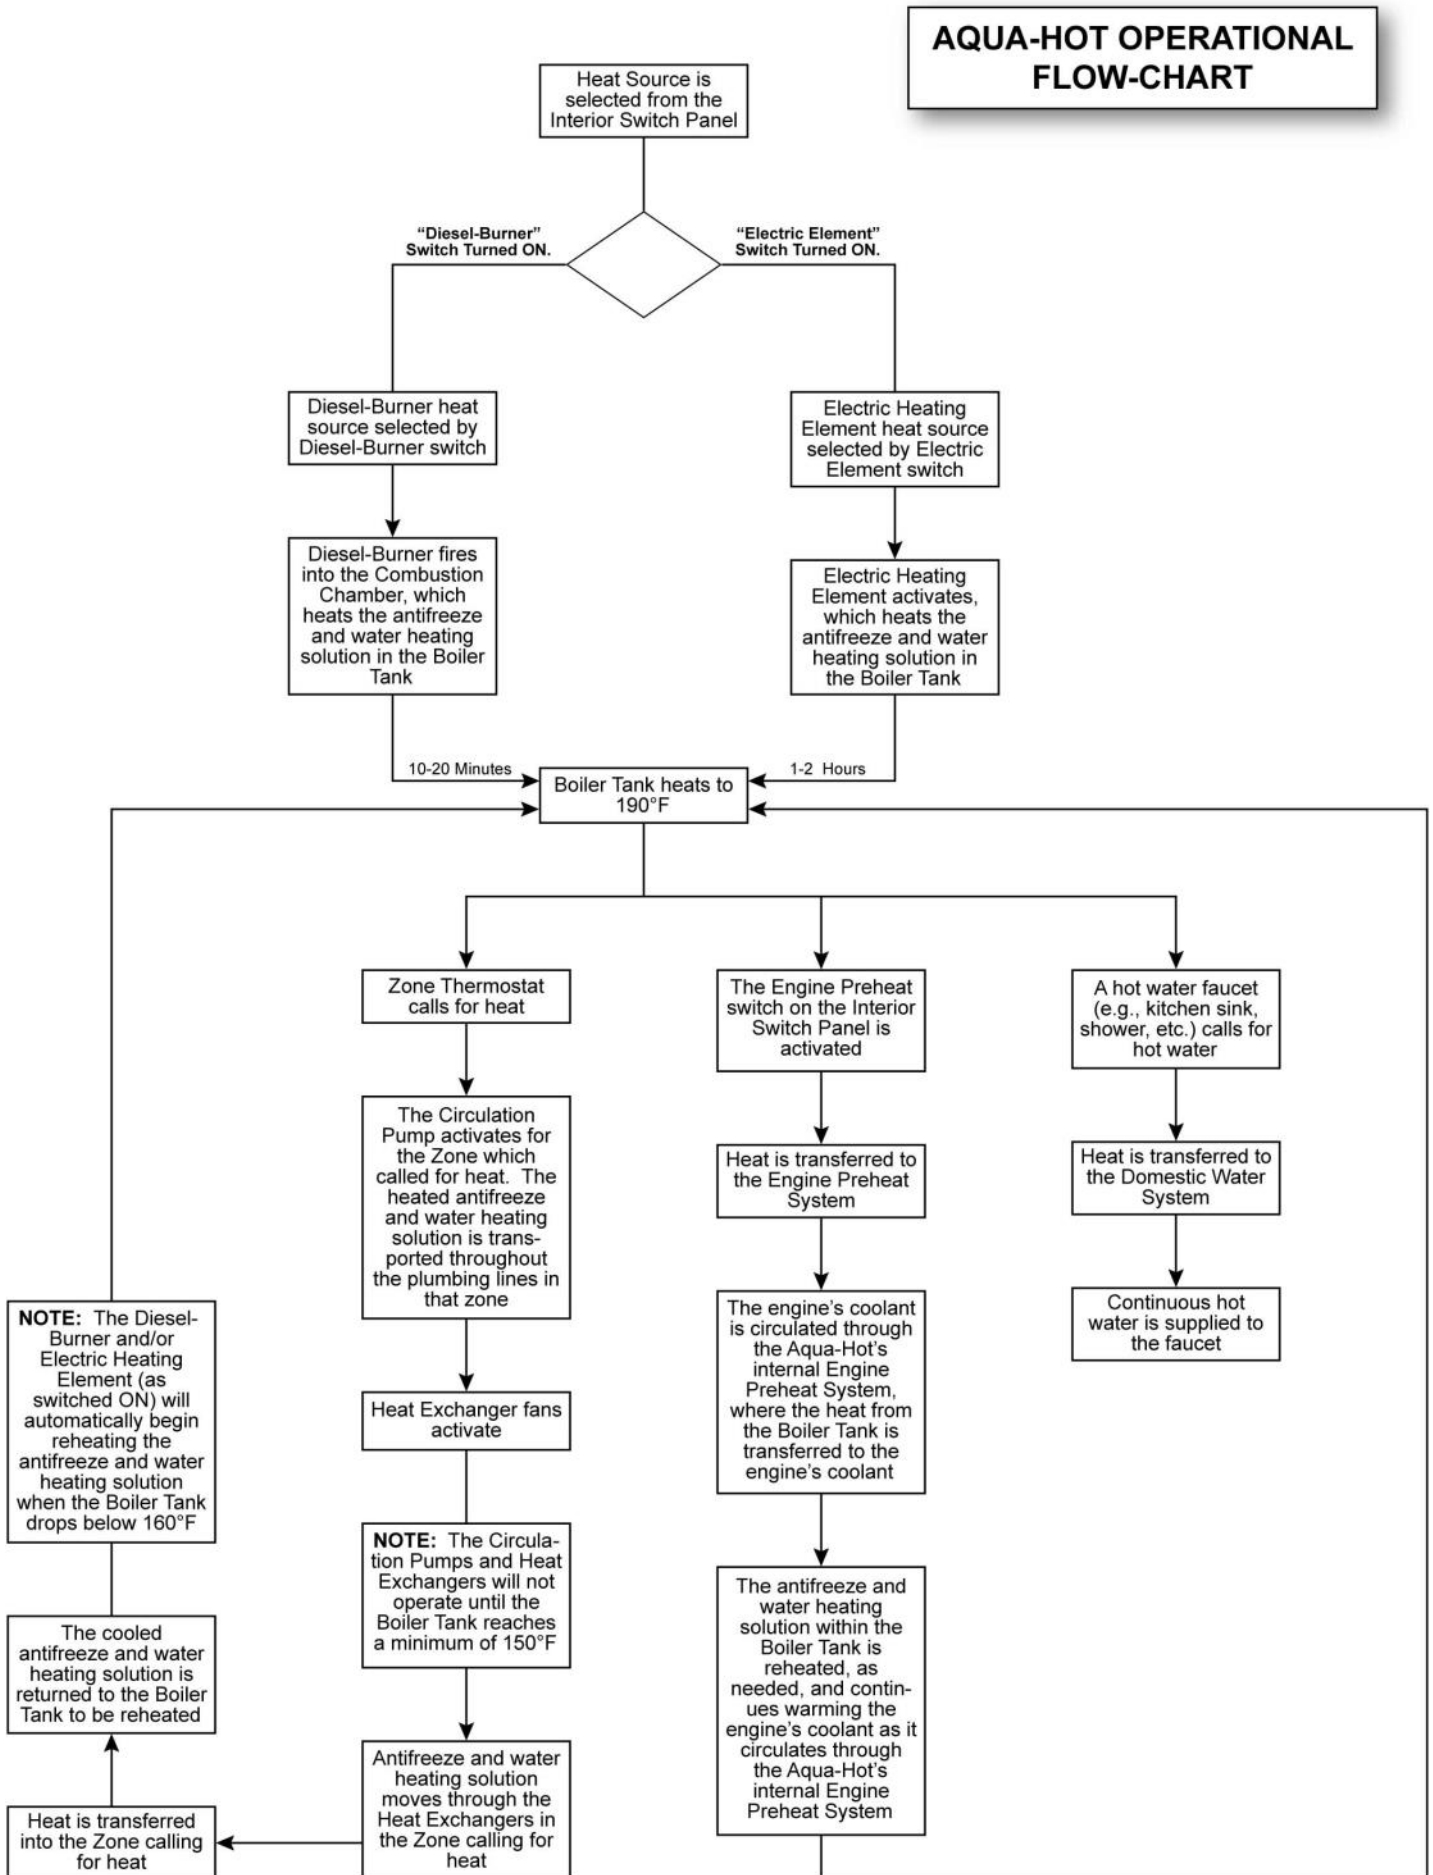 AQUA-HOT OPERATIONAL
FLOW-CHART
Heat Source is
selected from the
Interior Switch Panel
“Diesel-Burner”
Switch Turned ON.
“Electric Element”
Switch Turned ON.
Diesel-Burner heat
source selected by
Diesel-Burner switch
Electric Heating
Element heat source
selected by Electric
Element switch
Diesel-Burner fires
into the Combustion
Chamber, which
heats the antifreeze
and water heating
solution in the Boiler
Tank
Electric Heating
Element activates,
which heats the
antifreeze and water
heating solution in
the Boiler Tank
10-20 Minutes
1-2 Hours
Boiler Tank heats to
190°F
Zone Thermostat
calls for heat
The Circulation
Pump activates for
the Zone which
called for heat. The
heated antifreeze
and water heating
solution is trans-
ported throughout
the plumbing lines in
that zone
Heat Exchanger fans
activate
NOTE: The Circula-
tion Pumps and Heat
Exchangers will not
operate until the
Boiler Tank reaches
a minimum of 150°F
Antifreeze and water
heating solution
moves through the
Heat Exchangers in
the Zone calling for
heat
Heat is transferred
into the Zone calling
for heat
The cooled
antifreeze and water
heating solution is
returned to the Boiler
Tank to be reheated
NOTE: The Diesel-
Burner and/or
Electric Heating
Element (as
switched ON) will
automatically begin
reheating the
antifreeze and water
heating solution
when the Boiler Tank
drops below 160°F
The Engine Preheat
switch on the Interior
Switch Panel is
activated
Heat is transferred to
the Engine Preheat
System
The engine’s coolant
is circulated through
the Aqua-Hot’s
internal Engine
Preheat System,
where the heat from
the Boiler Tank is
transferred to the
engine’s coolant
The antifreeze and
water heating
solution within the
Boiler Tank is
reheated, as
needed, and contin-
ues warming the
engine’s coolant as it
circulates through
the Aqua-Hot’s
internal Engine
Preheat System
A hot water faucet
(e.g., kitchen sink,
shower, etc.) calls for
hot water
Heat is transferred to
the Domestic Water
System
Continuous hot
water is supplied to
the faucet